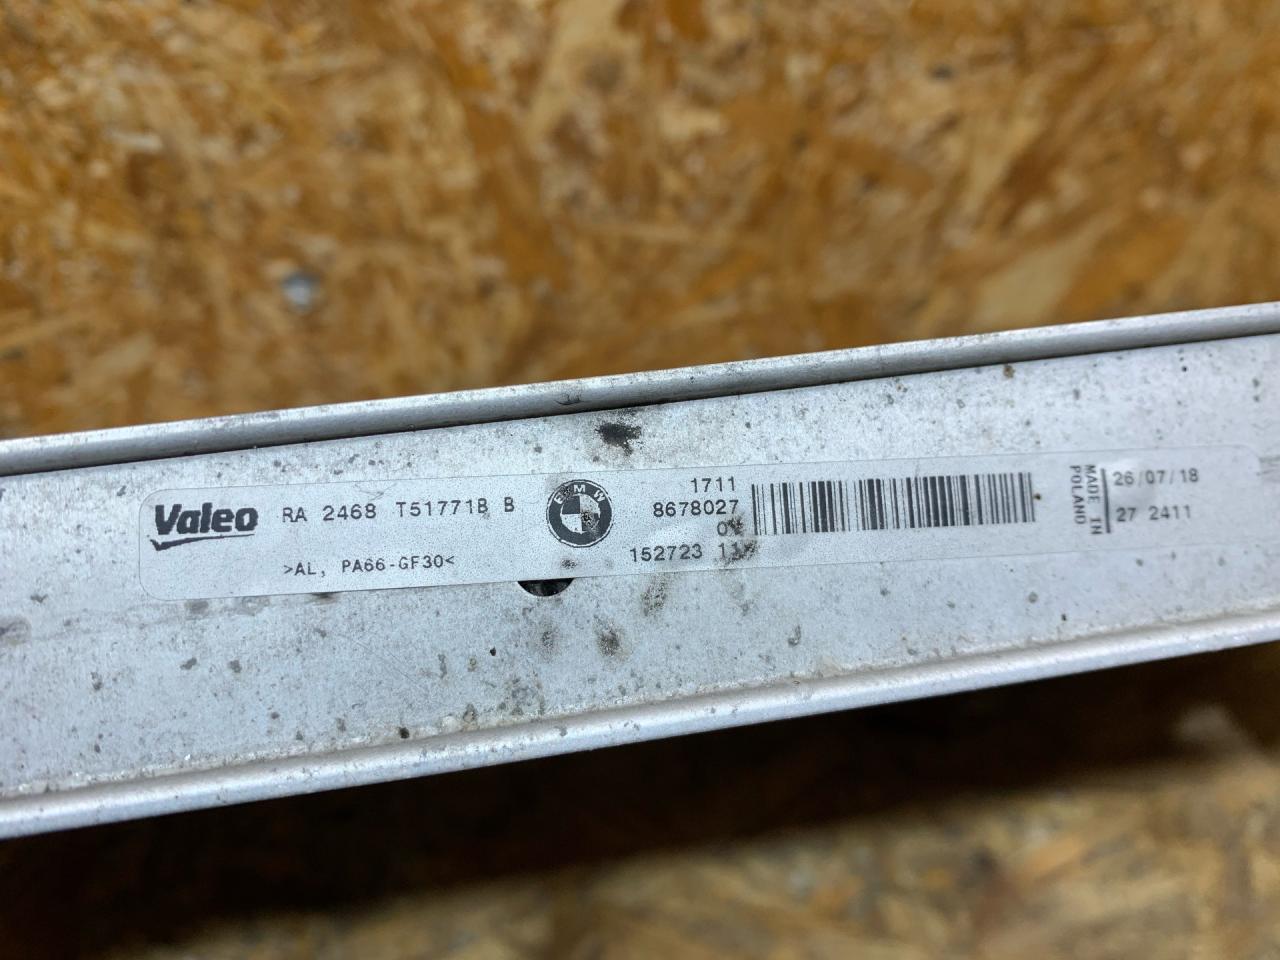 Valeo RA 2468 T51771B B
>AL, PA66-GF30<
BMW
1711
8678027
152723
MADE IN
POLAND
26/07/18
27 2411